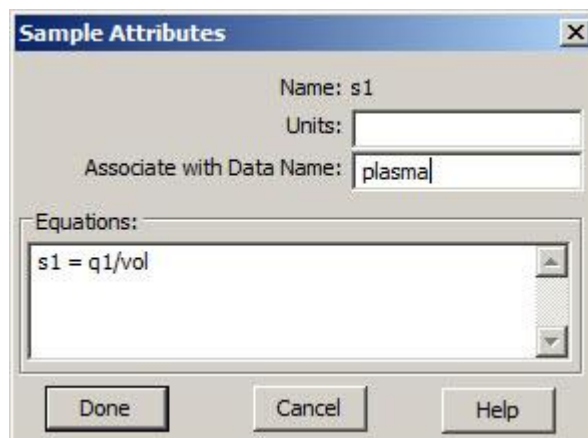 Sample Attributes
Name: s1
Units:
Associate with Data Name: plasma
Equations:
s1 = q1/vol
Done Cancel Help